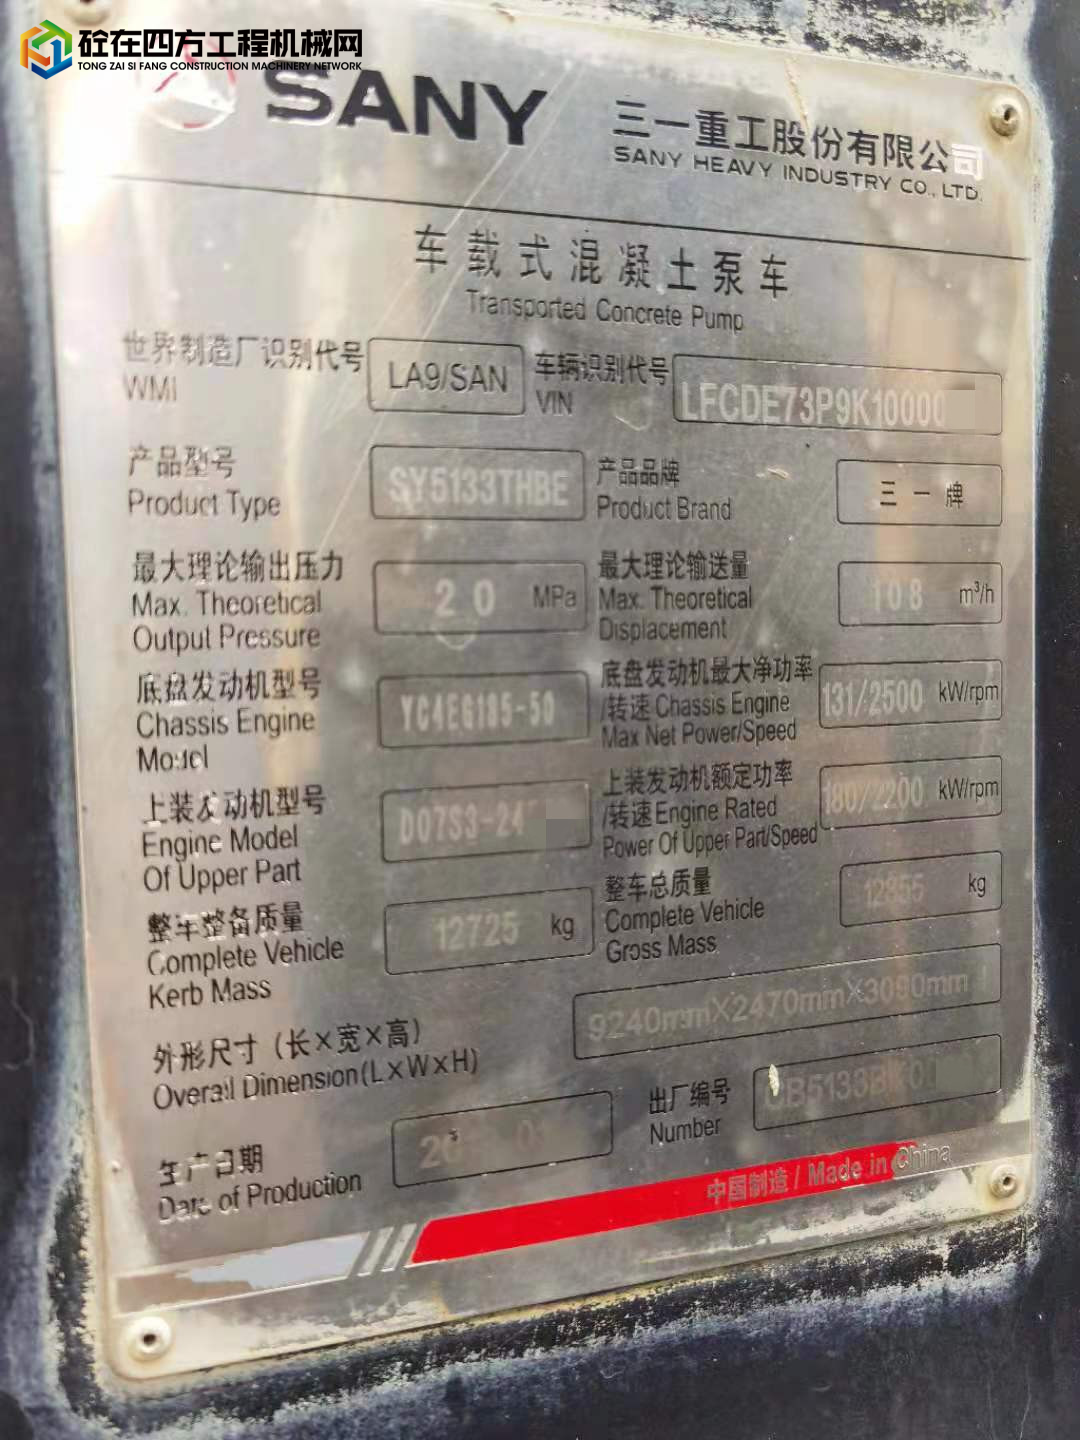 砼在四方工程机械网
TONG ZAI SI FANG CONSTRUCTION MACHINERY NETWORK
SANY
三一重工股份有限公司
SANY HEAVY INDUSTRY CO., LTD.
车载式混凝土泵车
Transported Concrete Pump
世界制造厂识别代号 LA9/SAN 车辆识别代号 LFCDE73P9K10000
WMI VIN
产品型号 SY5133THBE 产品品牌 三一牌
Product Type Product Brand
最大理论输出压力 最大理论输送量
Max. Theoretical 20 MPa Max. Theoretical 108 m³/h
Output Pressure Displacement
底盘发动机型号 底盘发动机最大净功率
Chassis Engine YC4EG185-50 /转速 Chassis Engine 131/2500 kW/rpm
Model Max Net Power/Speed
上装发动机型号 上装发动机额定功率
Engine Model D07S3-24 /转速 Engine Rated 180/2200 kW/rpm
Of Upper Part Power Of Upper Part/Speed
整车整备质量 整车总质量
Complete Vehicle 12725 kg Complete Vehicle 12855 kg
Kerb Mass Gross Mass
外形尺寸（长×宽×高） 9240mm×2470mm×3090mm
Overall Dimension(L×W×H)
生产日期 出厂编号
Date of Production Number
中国制造 / Made in China